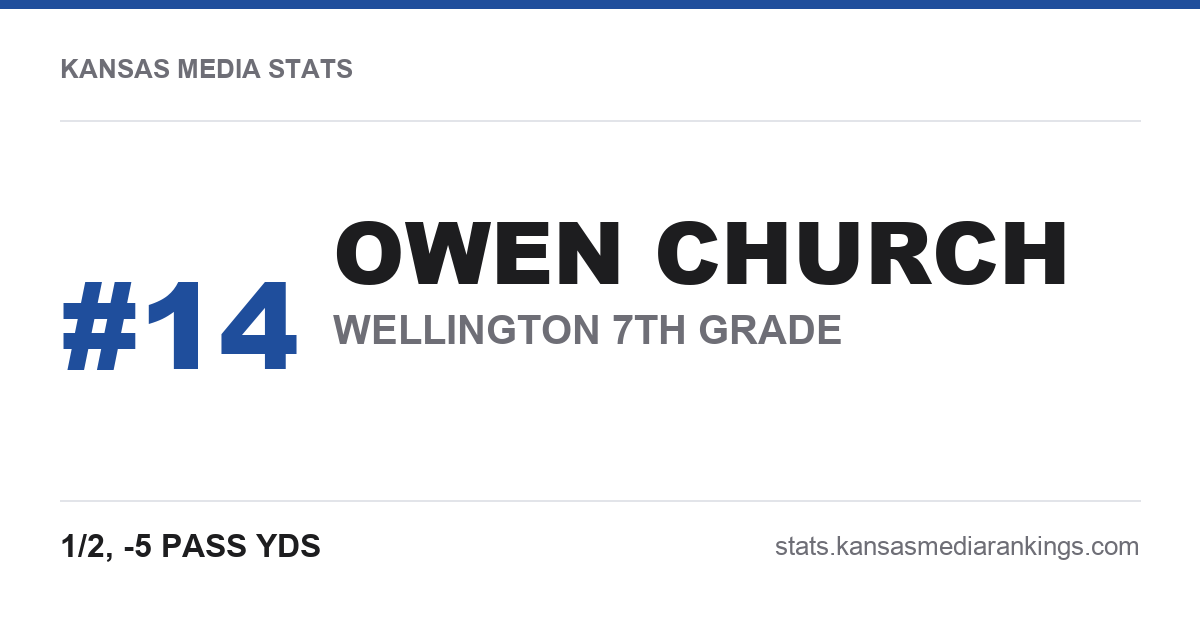 KANSAS MEDIA STATS
#14
OWEN CHURCH
WELLINGTON 7TH GRADE
1/2, -5 PASS YDS
stats.kansasmediarankings.com